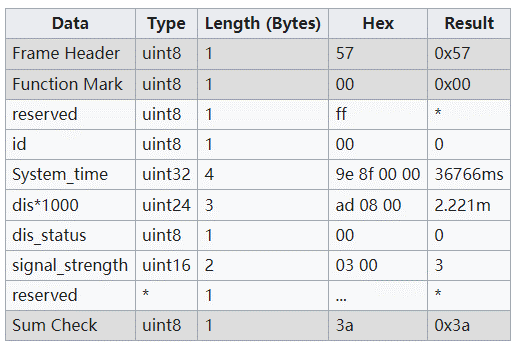 Data Type Length (Bytes) Hex Result
Frame Header uint8 1 57 0x57
Function Mark uint8 1 00 0x00
reserved uint8 1 ff *
id uint8 1 00 0
System_time uint32 4 9e 8f 00 00 36766ms
dis*1000 uint24 3 ad 08 00 2.221m
dis_status uint8 1 00 0
signal_strength uint16 2 03 00 3
reserved * 1 ... *
Sum Check uint8 1 3a 0x3a